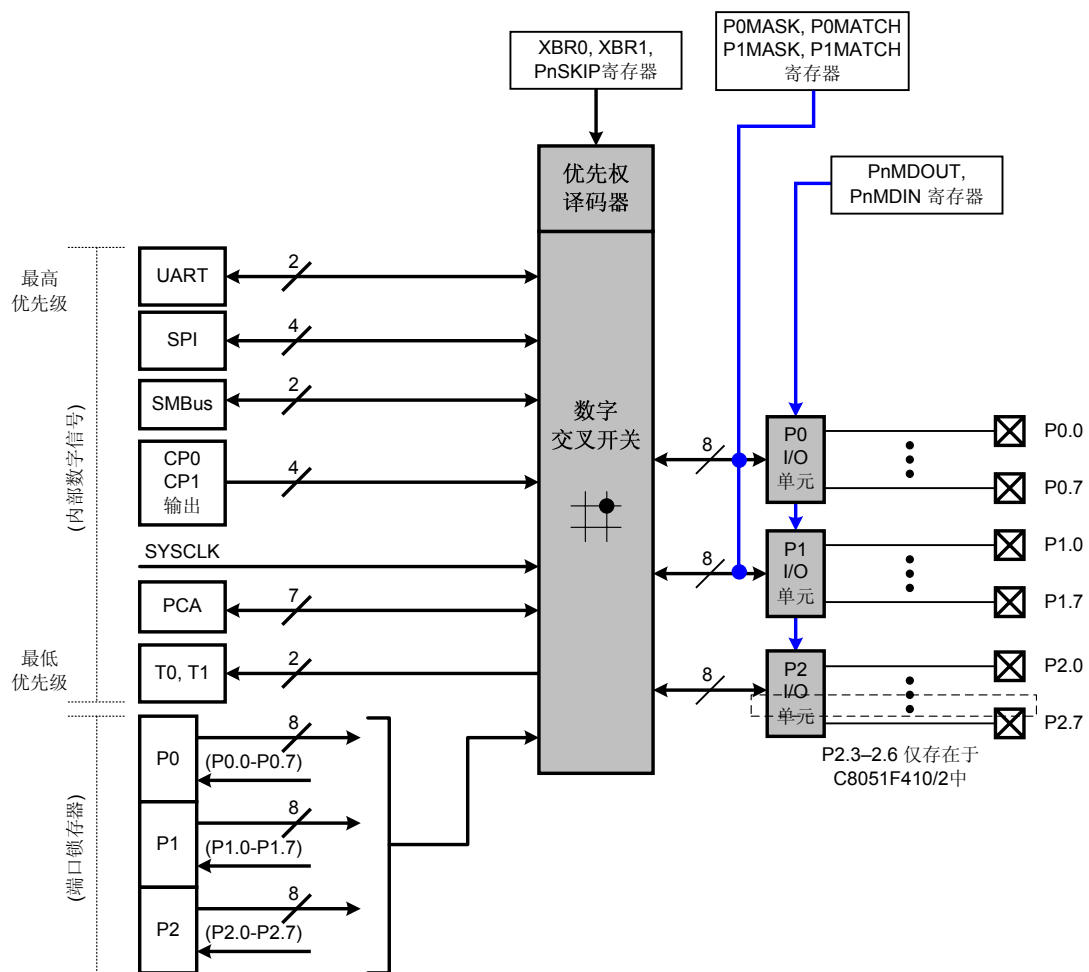 XBR0, XBR1,
PnSKIP寄存器
P0MASK, P0MATCH
P1MASK, P1MATCH
寄存器
PnMDOUT,
PnMDIN 寄存器
优先权
译码器
数字
交叉开关
最高
优先级
(内部数字信号)
最低
优先级
UART
2
SPI
4
SMBus
2
CP0
CP1
输出
4
SYSCLK
PCA
7
T0, T1
2
(端口锁存器)
P0
8
(P0.0-P0.7)
P1
8
(P1.0-P1.7)
P2
8
(P2.0-P2.7)
8
P0
I/O
单元
P0.0
P0.7
8
P1
I/O
单元
P1.0
P1.7
8
P2
I/O
单元
P2.0
P2.7
P2.3–2.6 仅存在于
C8051F410/2中